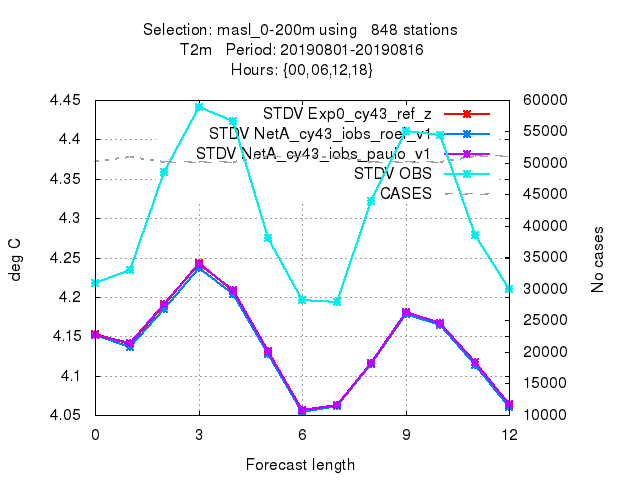 Selection: masl_0-200m using   848 stations
T2m   Period: 20190801-20190816
Hours: {00,06,12,18}
4.45
4.4
4.35
4.3
4.25
4.2
4.15
4.1
4.05
deg C
STDV Exp0_cy43_ref_z
STDV NetA_cy43_iobs_roer_v1
STDV NetA_cy43_iobs_paulo_v1
STDV OBS
CASES
60000
55000
50000
45000
40000
35000
30000
25000
20000
15000
10000
No cases
0 3 6 9 12
Forecast length